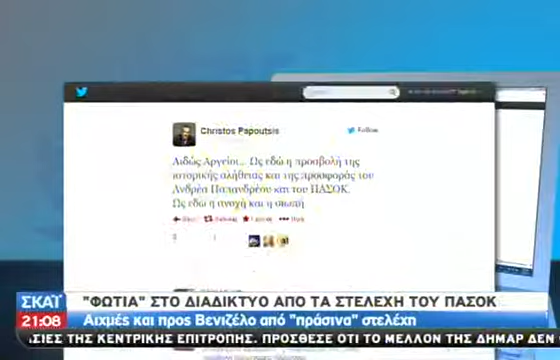 Christos Papoutsis
Follow
Αιδώς Αργείοι... Ως εδώ η προσβολή της
ιστορικής αλήθειας και της προσφοράς του
Ανδρέα Παπανδρέου και του ΠΑΣΟΚ.
Ως εδώ η ανοχή και η σιωπή
ΣΚΑΪ
21:08
"ΦΩΤΙΑ" ΣΤΟ ΔΙΑΔΙΚΤΥΟ ΑΠΟ ΤΑ ΣΤΕΛΕΧΗ ΤΟΥ ΠΑΣΟΚ
Αιχμές και προς Βενιζέλο από "πράσινα" στελέχη
ΣΙΕΣ ΤΗΣ ΚΕΝΤΡΙΚΗΣ ΕΠΙΤΡΟΠΗΣ. ΠΡΟΣΘΕΣΕ ΟΤΙ ΤΟ ΜΕΛΛΟΝ ΤΗΣ ΔΗΜΑΡ ΔΕΝ